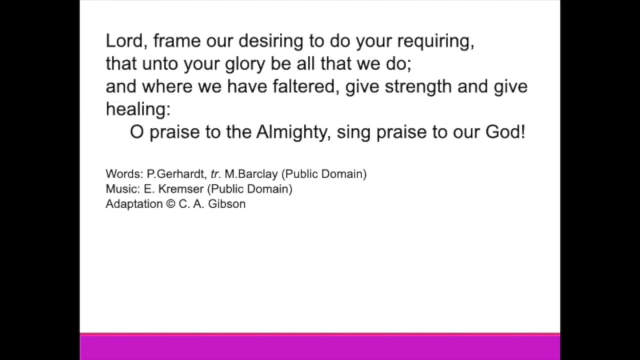 Lord, frame our desiring to do your requiring,
that unto your glory be all that we do;
and where we have faltered, give strength and give
healing:
O praise to the Almighty, sing praise to our God!
Words: P.Gerhardt, tr. M.Barclay (Public Domain)
Music: E. Kremser (Public Domain)
Adaptation © C. A. Gibson